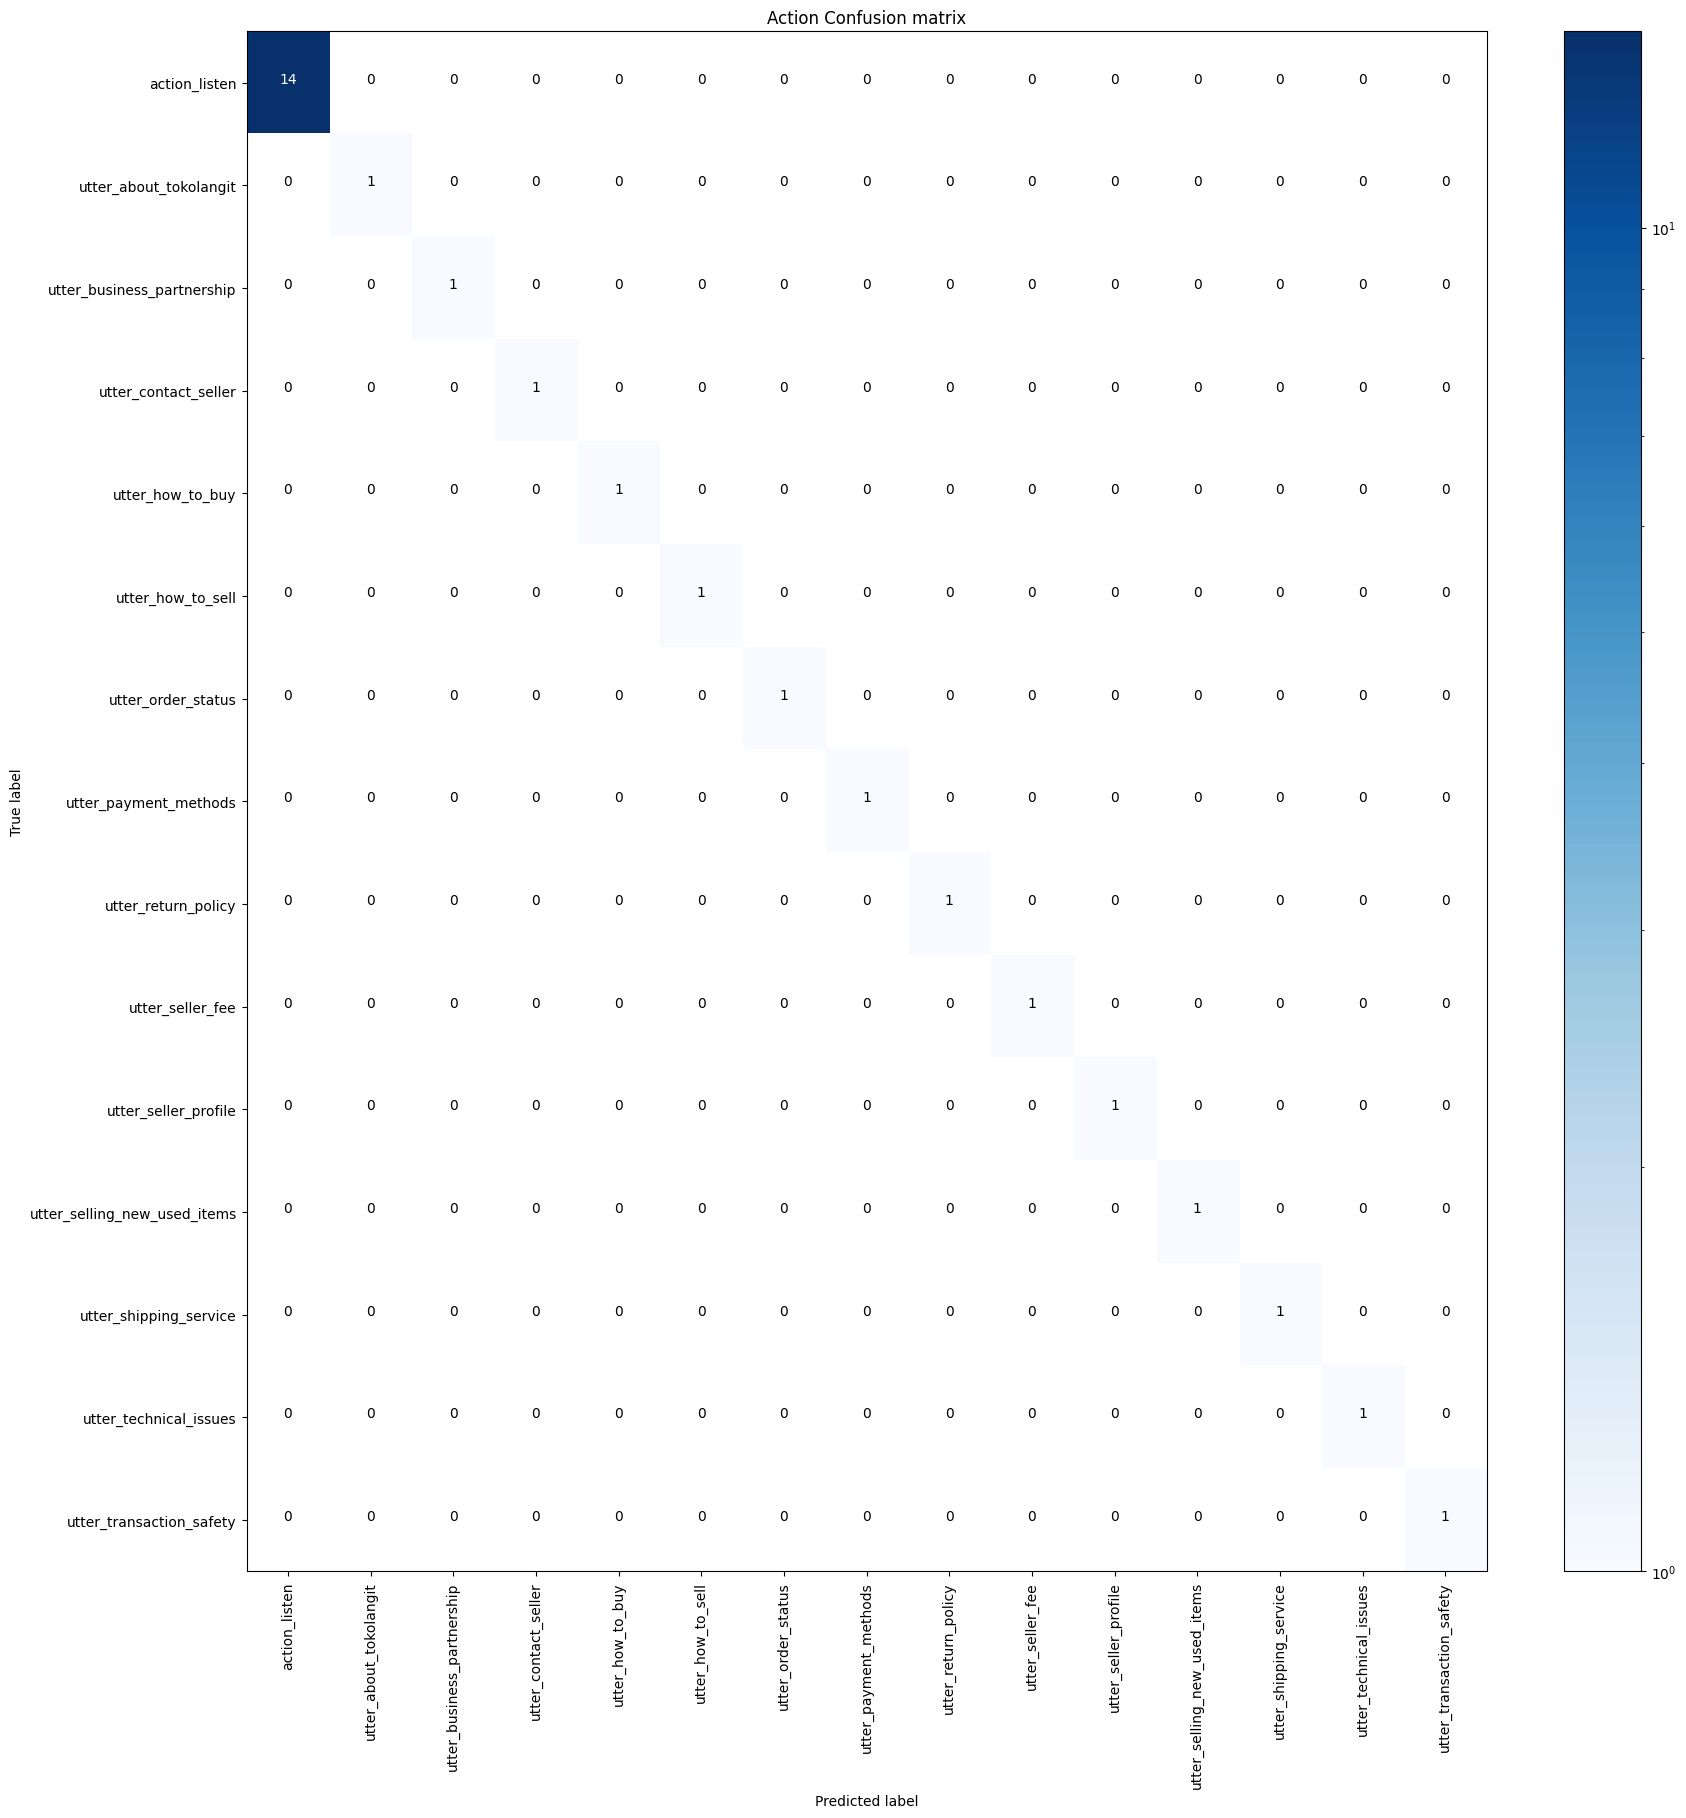 Action Confusion matrix
action_listen 14 0 0 0 0 0 0 0 0 0 0 0 0 0 0
utter_about_tokolangit 0 1 0 0 0 0 0 0 0 0 0 0 0 0 0
utter_business_partnership 0 0 1 0 0 0 0 0 0 0 0 0 0 0 0
utter_contact_seller 0 0 0 1 0 0 0 0 0 0 0 0 0 0 0
utter_how_to_buy 0 0 0 0 1 0 0 0 0 0 0 0 0 0 0
utter_how_to_sell 0 0 0 0 0 1 0 0 0 0 0 0 0 0 0
utter_order_status 0 0 0 0 0 0 1 0 0 0 0 0 0 0 0
utter_payment_methods 0 0 0 0 0 0 0 1 0 0 0 0 0 0 0
utter_return_policy 0 0 0 0 0 0 0 0 1 0 0 0 0 0 0
utter_seller_fee 0 0 0 0 0 0 0 0 0 1 0 0 0 0 0
utter_seller_profile 0 0 0 0 0 0 0 0 0 0 1 0 0 0 0
utter_selling_new_used_items 0 0 0 0 0 0 0 0 0 0 0 1 0 0 0
utter_shipping_service 0 0 0 0 0 0 0 0 0 0 0 0 1 0 0
utter_technical_issues 0 0 0 0 0 0 0 0 0 0 0 0 0 1 0
utter_transaction_safety 0 0 0 0 0 0 0 0 0 0 0 0 0 0 1
True label
action_listen
utter_about_tokolangit
utter_business_partnership
utter_contact_seller
utter_how_to_buy
utter_how_to_sell
utter_order_status
utter_payment_methods
utter_return_policy
utter_seller_fee
utter_seller_profile
utter_selling_new_used_items
utter_shipping_service
utter_technical_issues
utter_transaction_safety
Predicted label
10¹
10⁰